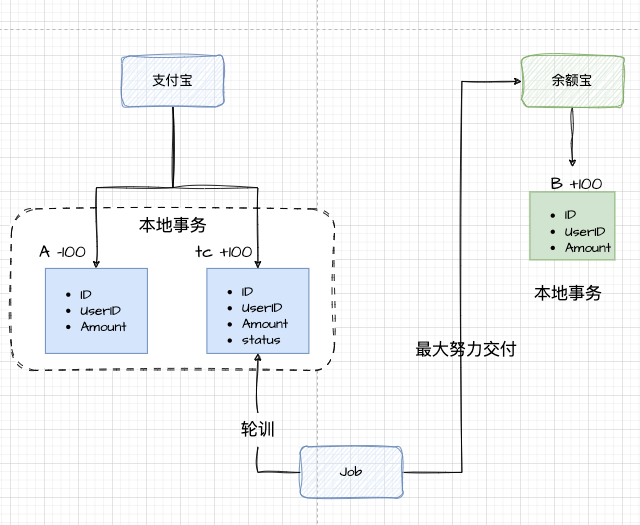 支付宝
余额宝
本地事务
A -100
tc +100
B +100
ID
UserID
Amount
ID
UserID
Amount
status
ID
UserID
Amount
本地事务
最大努力交付
轮训
Job